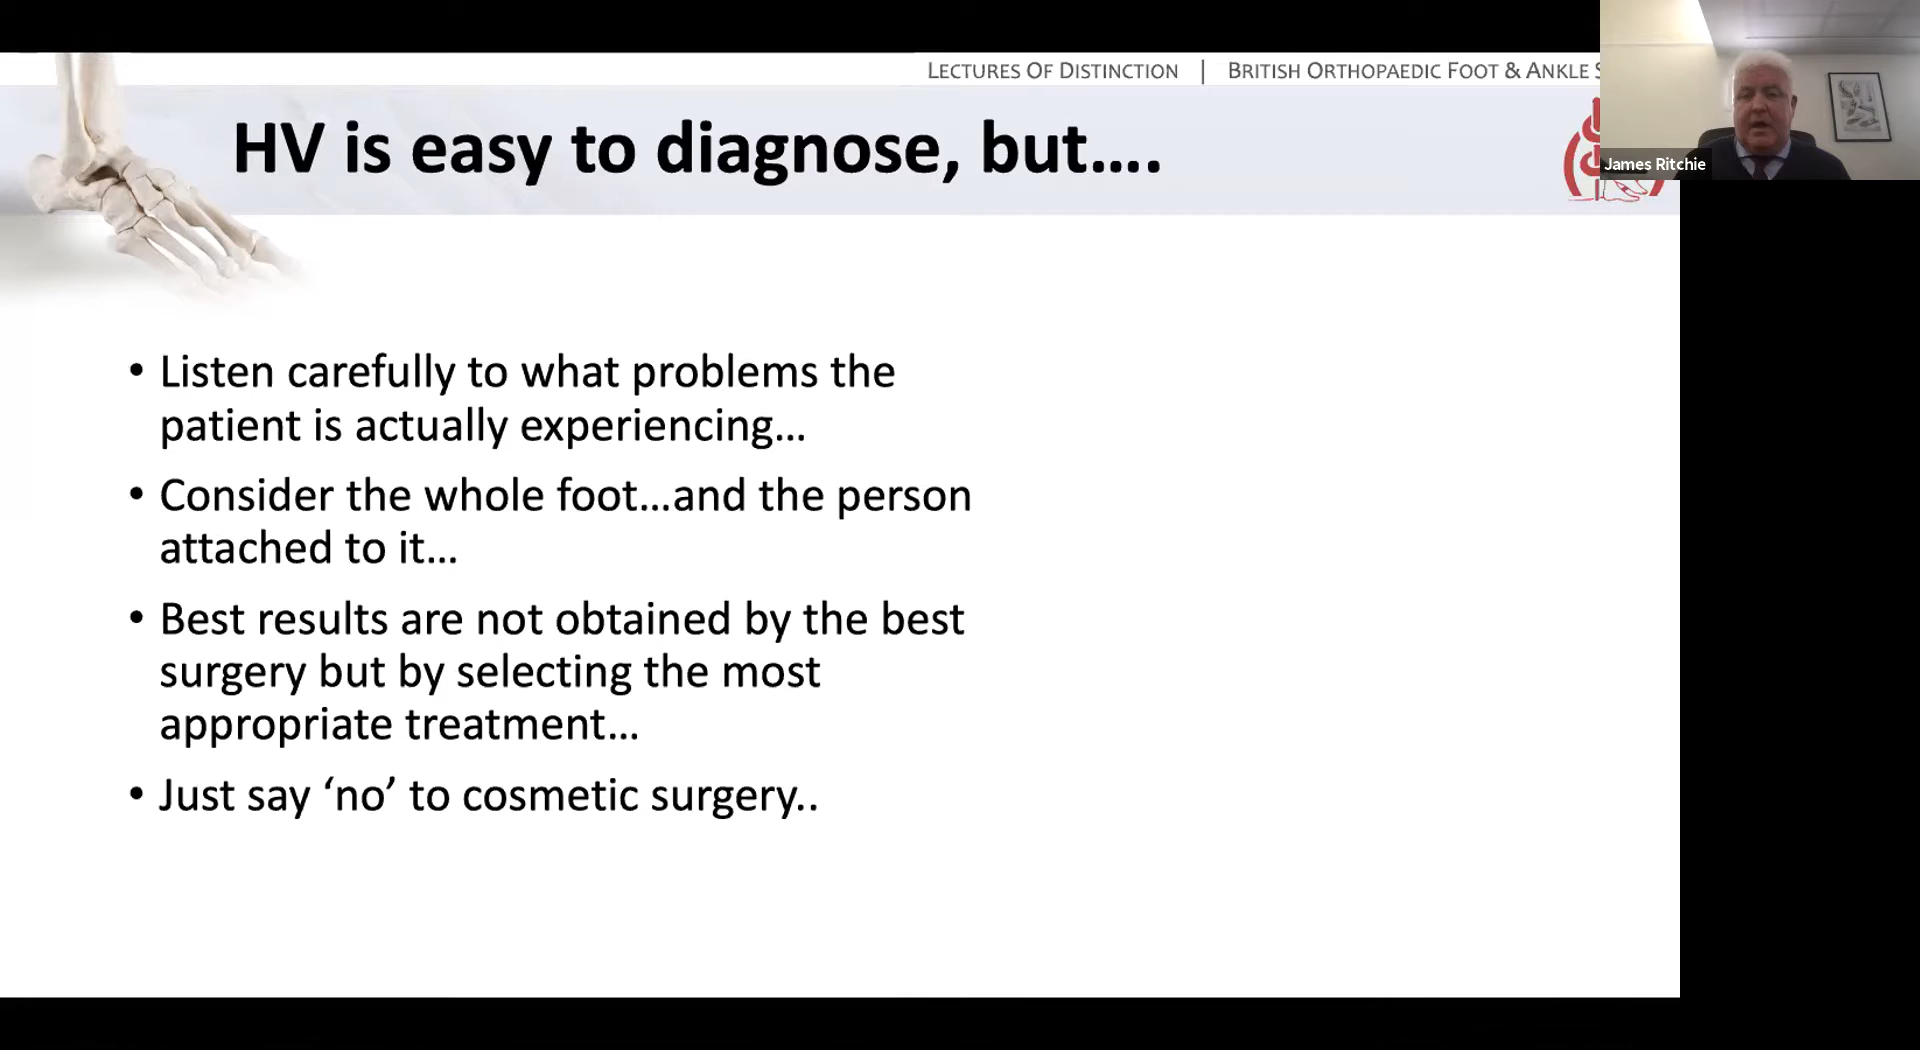 LECTURES OF DISTINCTION | BRITISH ORTHOPAEDIC FOOT & ANKLE
HV is easy to diagnose, but....
James Ritchie
• Listen carefully to what problems the
patient is actually experiencing...
• Consider the whole foot...and the person
attached to it...
• Best results are not obtained by the best
surgery but by selecting the most
appropriate treatment...
• Just say ‘no’ to cosmetic surgery..